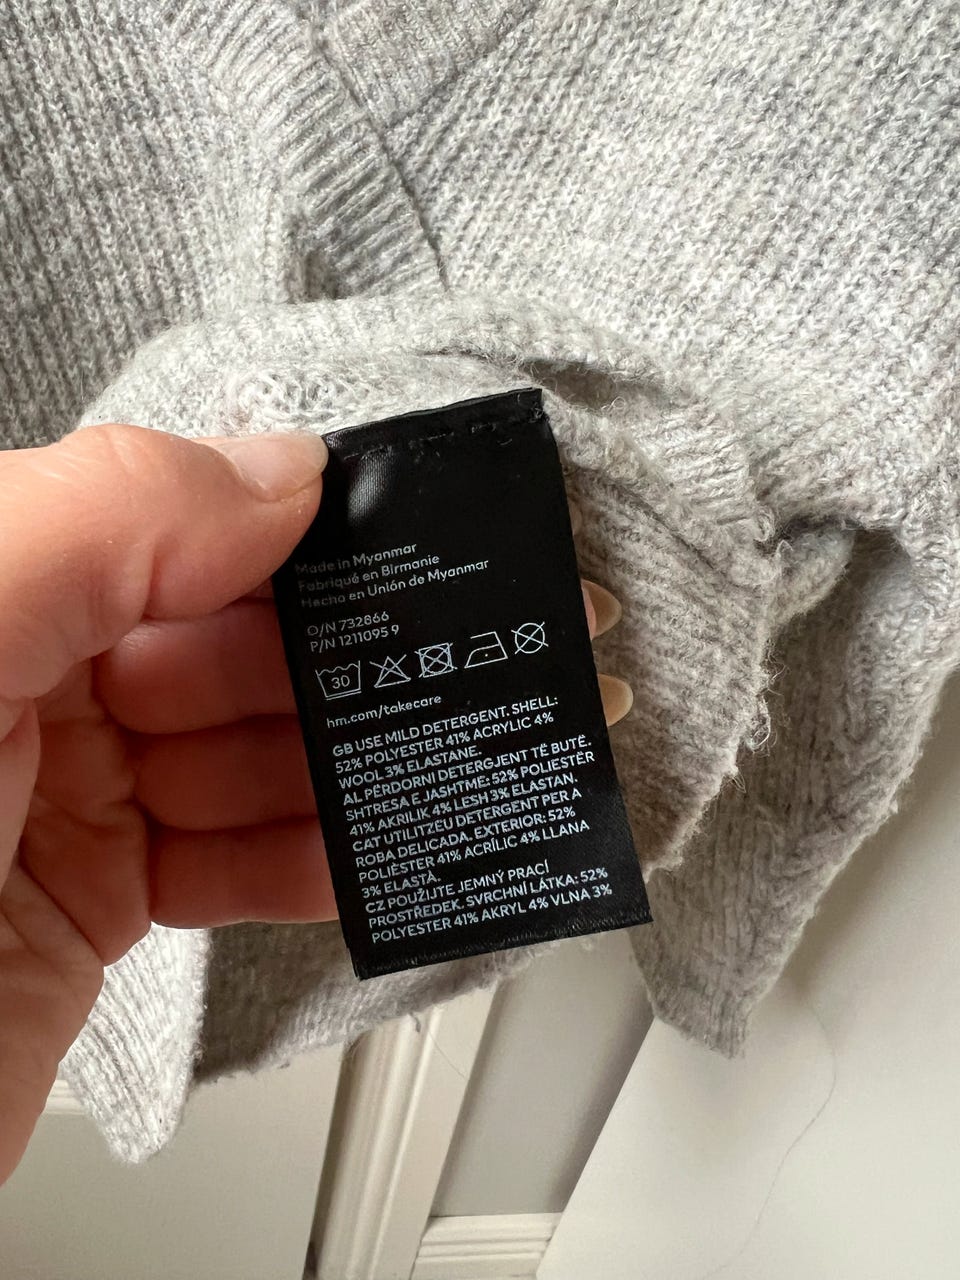 Made in Myanmar
Fabriqué en Birmanie
Hecho en Unión de Myanmar
O/N 732866
P/N 1211095 9
30
hm.com/takecare
GB USE MILD DETERGENT. SHELL:
52% POLYESTER 41% ACRYLIC 4%
WOOL 3% ELASTANE.
AL PËRDORNI DETERGJENT TË BUTË.
SHTRESA E JASHTME: 52% POLIESTËR
41% AKRILIK 4% LESH 3% ELASTAN.
CAT UTILITZEU DETERGENT PER A
ROBA DELICADA. EXTERIOR: 52%
POLIÈSTER 41% ACRÍLIC 4% LLANA
3% ELASTÀ.
CZ POUŽIJTE JEMNÝ PRACÍ
PROSTŘEDEK. SVRCHNÍ LÁTKA: 52%
POLYESTER 41% AKRYL 4% VLNA 3%